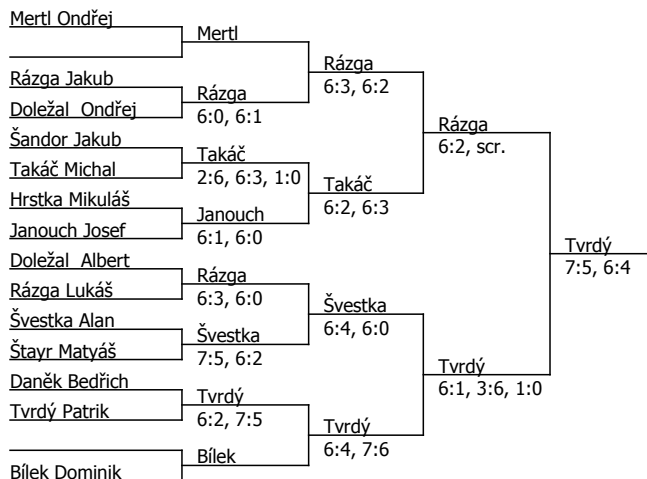 Mertl Ondřej
Rázga Jakub
Doležal  Ondřej
Šandor Jakub
Takáč Michal
Hrstka Mikuláš
Janouch Josef
Doležal  Albert
Rázga Lukáš
Švestka Alan
Štayr Matyáš
Daněk Bedřich
Tvrdý Patrik
Bílek Dominik
Mertl
Rázga
6:0, 6:1
Takáč
2:6, 6:3, 1:0
Janouch
6:1, 6:0
Rázga
6:3, 6:0
Švestka
7:5, 6:2
Tvrdý
6:2, 7:5
Bílek
Rázga
6:3, 6:2
Takáč
6:2, 6:3
Švestka
6:4, 6:0
Tvrdý
6:4, 7:6
Rázga
6:2, scr.
Tvrdý
6:1, 3:6, 1:0
Tvrdý
7:5, 6:4